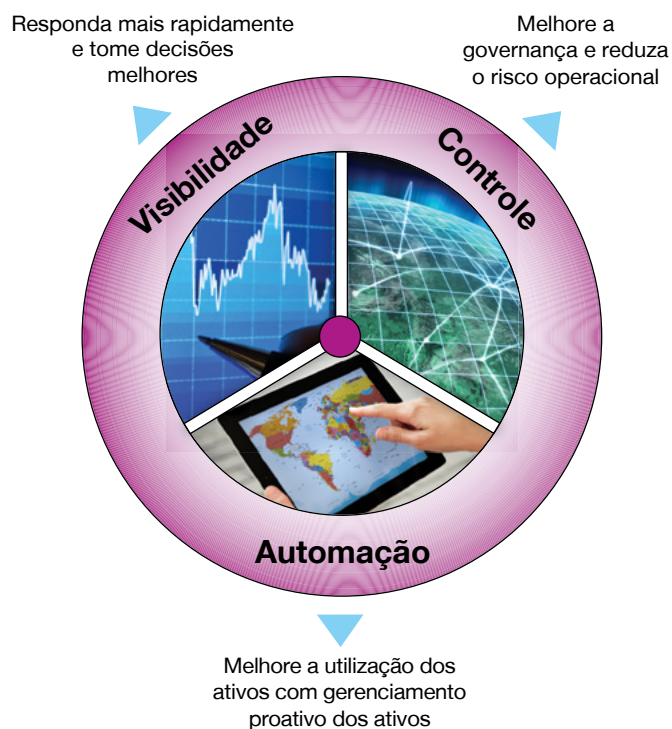 Responda mais rapidamente
e tome decisões
melhores
Melhore a
governança e reduza
o risco operacional
Visibilidade
Controle
Automação
Melhore a utilização dos
ativos com gerenciamento
proativo dos ativos